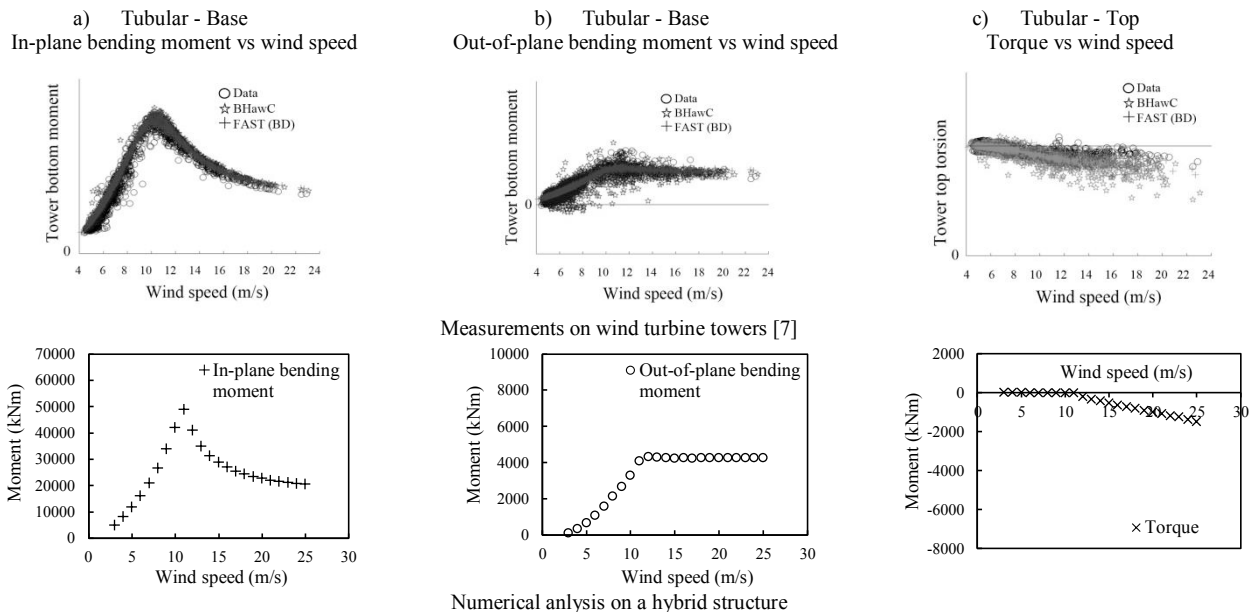 a) Tubular - Base
In-plane bending moment vs wind speed
b) Tubular - Base
Out-of-plane bending moment vs wind speed
c) Tubular - Top
Torque vs wind speed
Tower bottom moment
Data
BHawC
FAST (BD)
0
4 6 8 10 12 14 16 18 20 22 24
Wind speed (m/s)
Tower bottom moment
Data
BHawC
FAST (BD)
0
4 6 8 10 12 14 16 18 20 22 24
Wind speed (m/s)
Tower top torsion
Data
BHawC
FAST (BD)
0
4 6 8 10 12 14 16 18 20 22 24
Wind speed (m/s)
Measurements on wind turbine towers [7]
Moment (kNm)
70000
60000
50000
40000
30000
20000
10000
0
In-plane bending
moment
0 5 10 15 20 25 30
Wind speed (m/s)
Moment (kNm)
10000
8000
6000
4000
2000
0
Out-of-plane bending
moment
0 5 10 15 20 25 30
Wind speed (m/s)
Moment (kNm)
2000
0
-2000
-4000
-6000
-8000
Wind speed (m/s)
0 5 10 15 20 25 30
Torque
Numerical anlysis on a hybrid structure